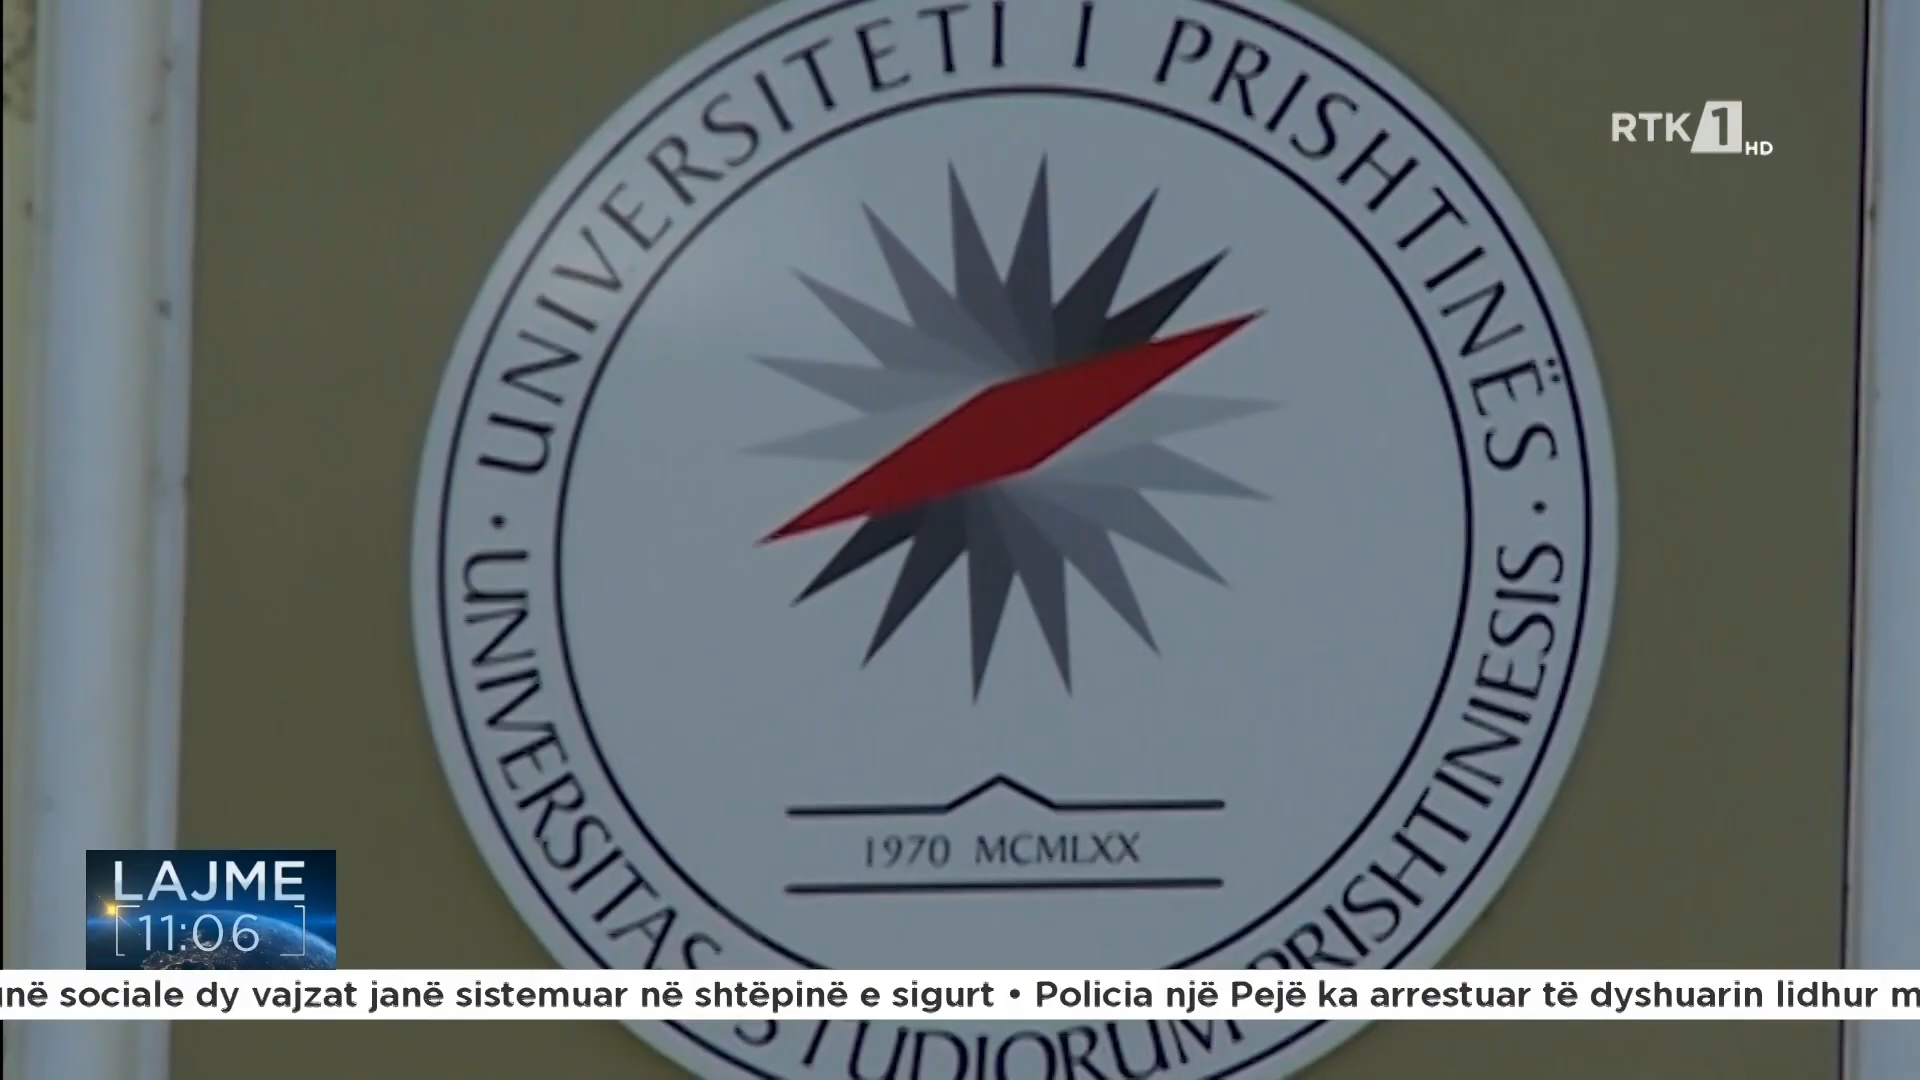 UNIVERSITETI I PRISHTINËS
RTK 1 HD
1970 MCMLXX
UNIVERSITAS STUDIORUM PRISHTINIESIS
LAJME
11:06
sociale dy vajzat janë sistemuar në shtëpinë e sigurt • Policia një Pejë ka arrestuar të dyshuarin lidhur